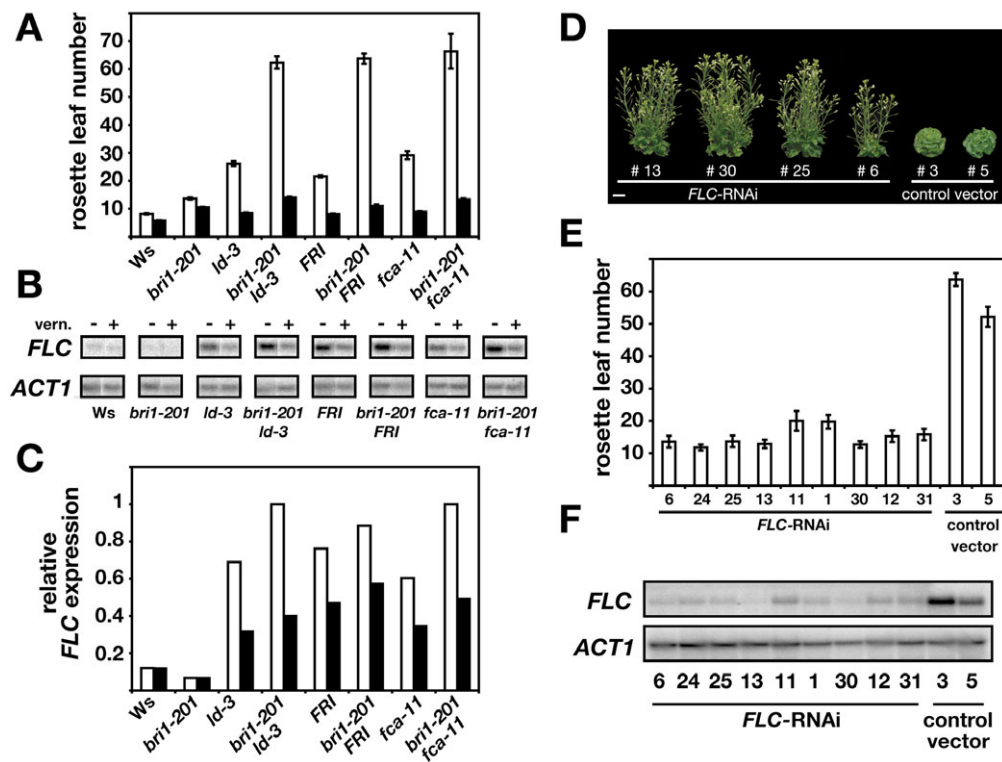 A
rosette leaf number
70
60
50
40
30
20
10
Ws
bri1-201
ld-3
bri1-201
ld-3
FRI
bri1-201
FRI
fca-11
bri1-201
fca-11
B
vern. - + - + - + - + - + - + - + - +
FLC
ACT1
Ws bri1-201 ld-3 bri1-201 FRI bri1-201 fca-11 bri1-201
ld-3 FRI fca-11
C
relative
FLC expression
1
0.8
0.6
0.4
0.2
Ws
bri1-201
ld-3
bri1-201
ld-3
FRI
bri1-201
FRI
fca-11
bri1-201
fca-11
D
# 13 # 30 # 25 # 6 # 3 # 5
FLC-RNAi control vector
E
rosette leaf number
60
50
40
30
20
10
6 24 25 13 11 1 30 12 31 3 5
FLC-RNAi control
vector
F
FLC
ACT1
6 24 25 13 11 1 30 12 31 3 5
FLC-RNAi control
vector